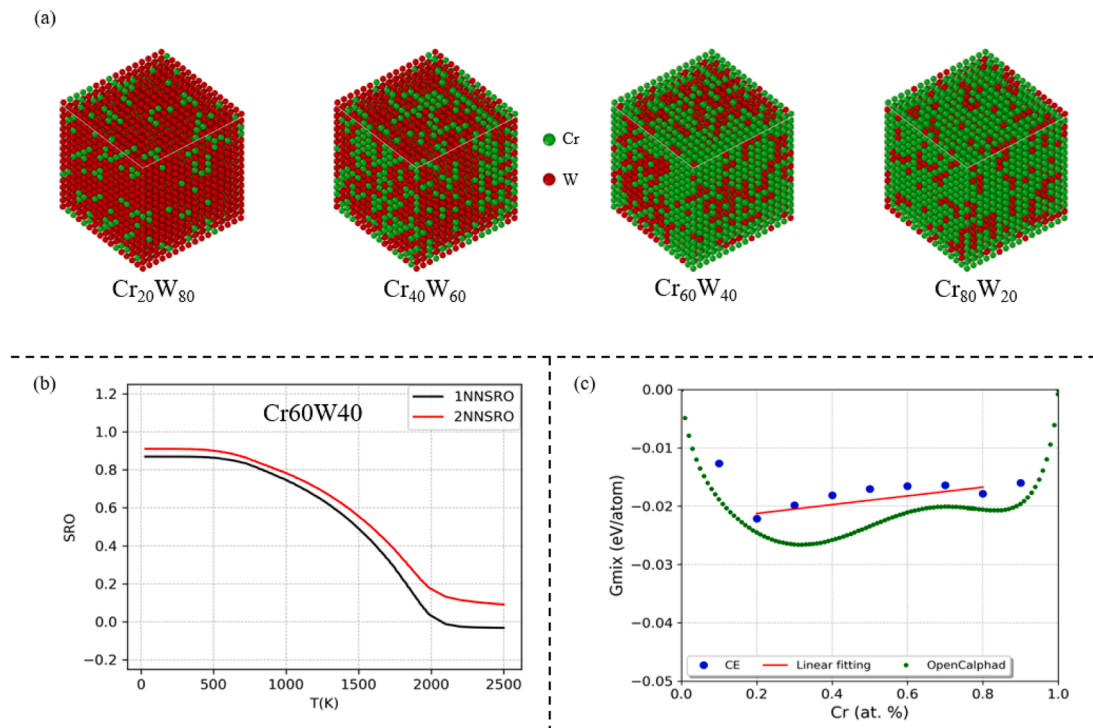 (a)
Cr
W
Cr₂₀W₈₀
Cr₄₀W₆₀
Cr₆₀W₄₀
Cr₈₀W₂₀
(b)
Cr60W40
1NNSRO
2NNSRO
1.2
1.0
0.8
0.6
0.4
0.2
0.0
−0.2
SRO
0
500
1000
1500
2000
2500
T(K)
(c)
0.00
−0.01
−0.02
−0.03
−0.04
−0.05
Gmix (eV/atom)
CE
Linear fitting
OpenCalphad
0.0
0.2
0.4
0.6
0.8
1.0
Cr (at. %)